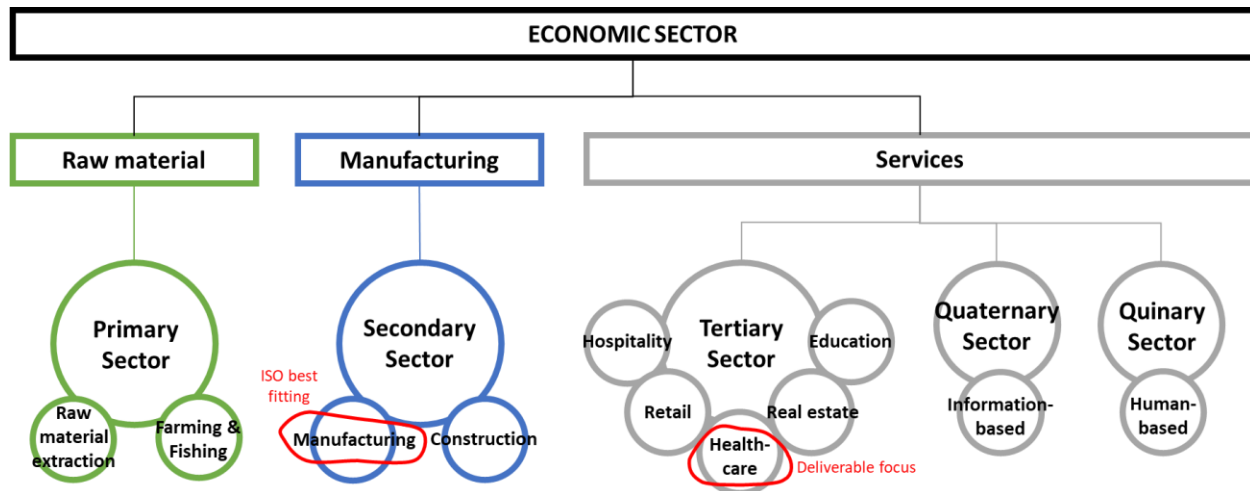 ECONOMIC SECTOR
Raw material
Manufacturing
Services
Primary
Sector
Raw
material
extraction
Farming &
Fishing
Secondary
Sector
ISO best
fitting
Manufacturing
Construction
Tertiary
Sector
Hospitality
Retail
Health-
care
Deliverable focus
Real estate
Education
Quaternary
Sector
Information-
based
Quinary
Sector
Human-
based